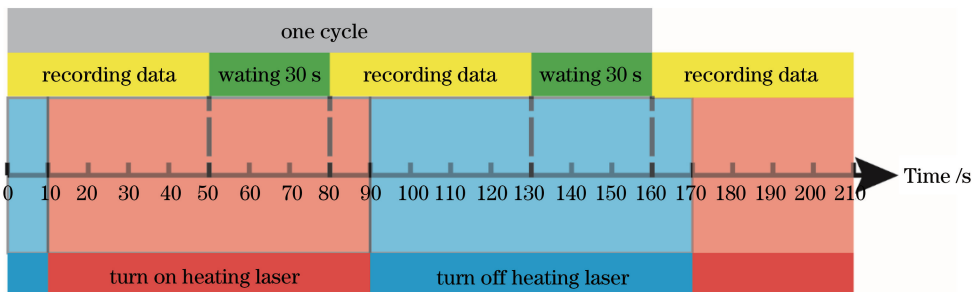 one cycle
recording data wating 30 s recording data wating 30 s recording data
0 10 20 30 40 50 60 70 80 90 100 110 120 130 140 150 160 170 180 190 200 210
Time /s
turn on heating laser turn off heating laser